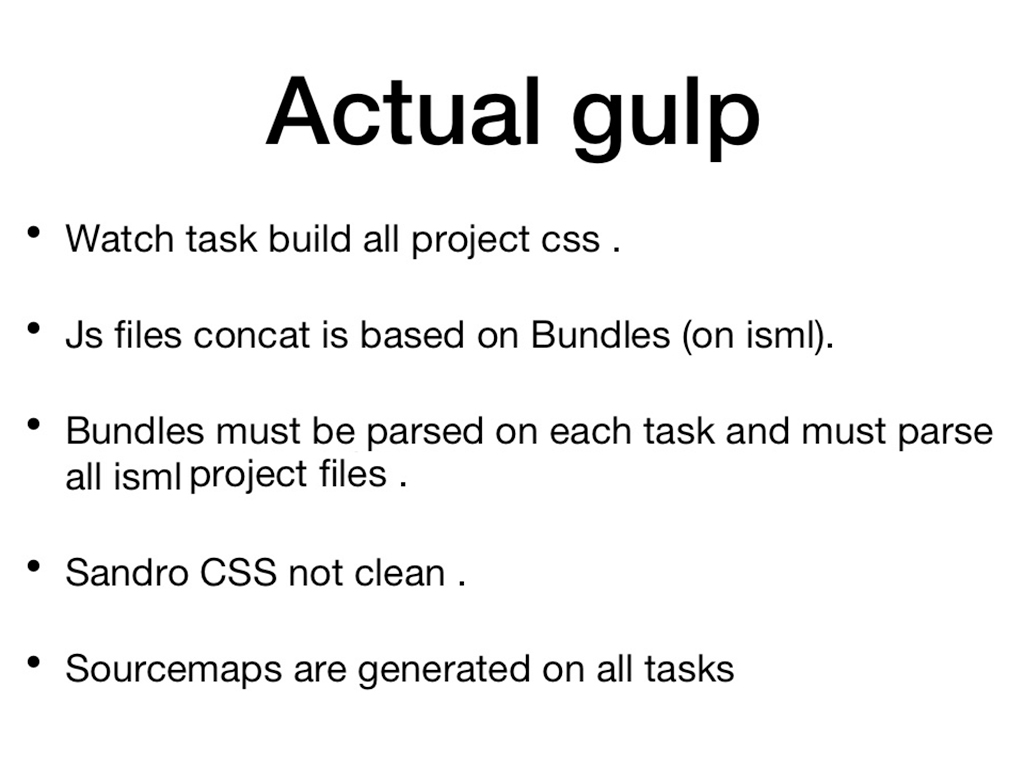 Actual gulp
• Watch task build all project css .
• Js files concat is based on Bundles (on isml).
• Bundles must be parsed on each task and must parse
all isml project files .
• Sandro CSS not clean .
• Sourcemaps are generated on all tasks